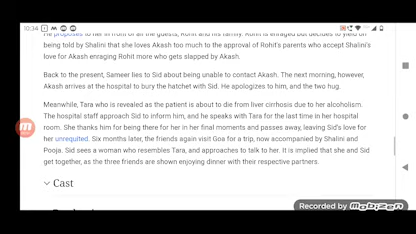 10:34
He proposes to her in front of all the guests, Rohit and his family. Rohit is enraged but decides to yield on
being told by Shalini that she loves Akash too much to the approval of Rohit's parents who accept Shalini's
love for Akash enraging Rohit more who gets slapped by Akash.
Back to the present, Sameer lies to Sid about being unable to contact Akash. The next morning, however,
Akash arrives at the hospital to bury the hatchet with Sid. He apologizes to him, and the two hug.
Meanwhile, Tara who is revealed as the patient is about to die from liver cirrhosis due to her alcoholism.
The hospital staff approach Sid to inform him, and he speaks with Tara for the last time in her hospital
room. She thanks him for being there for her in her final moments and passes away, leaving Sid's love for
her unrequited. Six months later, the friends again visit Goa for a trip, now accompanied by Shalini and
Pooja. Sid sees a woman who resembles Tara, and approaches to talk to her. It is implied that she and Sid
get together, as the three friends are shown enjoying dinner with their respective partners.
Cast
Recorded by Mobizen